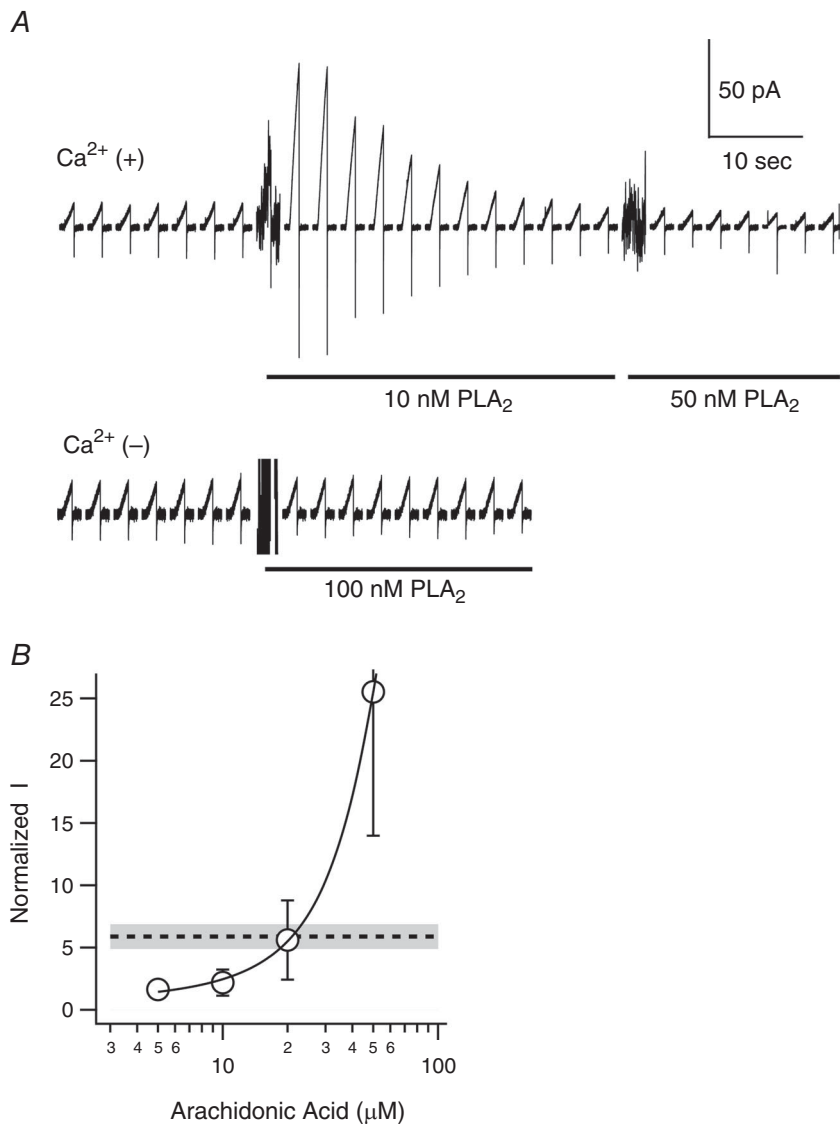 A
50 pA
10 sec
Ca²⁺ (+)
10 nM PLA₂
50 nM PLA₂
Ca²⁺ (–)
100 nM PLA₂
B
25
20
15
10
5
0
Normalized I
3 4 5 6 10 2 3 4 5 6 100
Arachidonic Acid (μM)